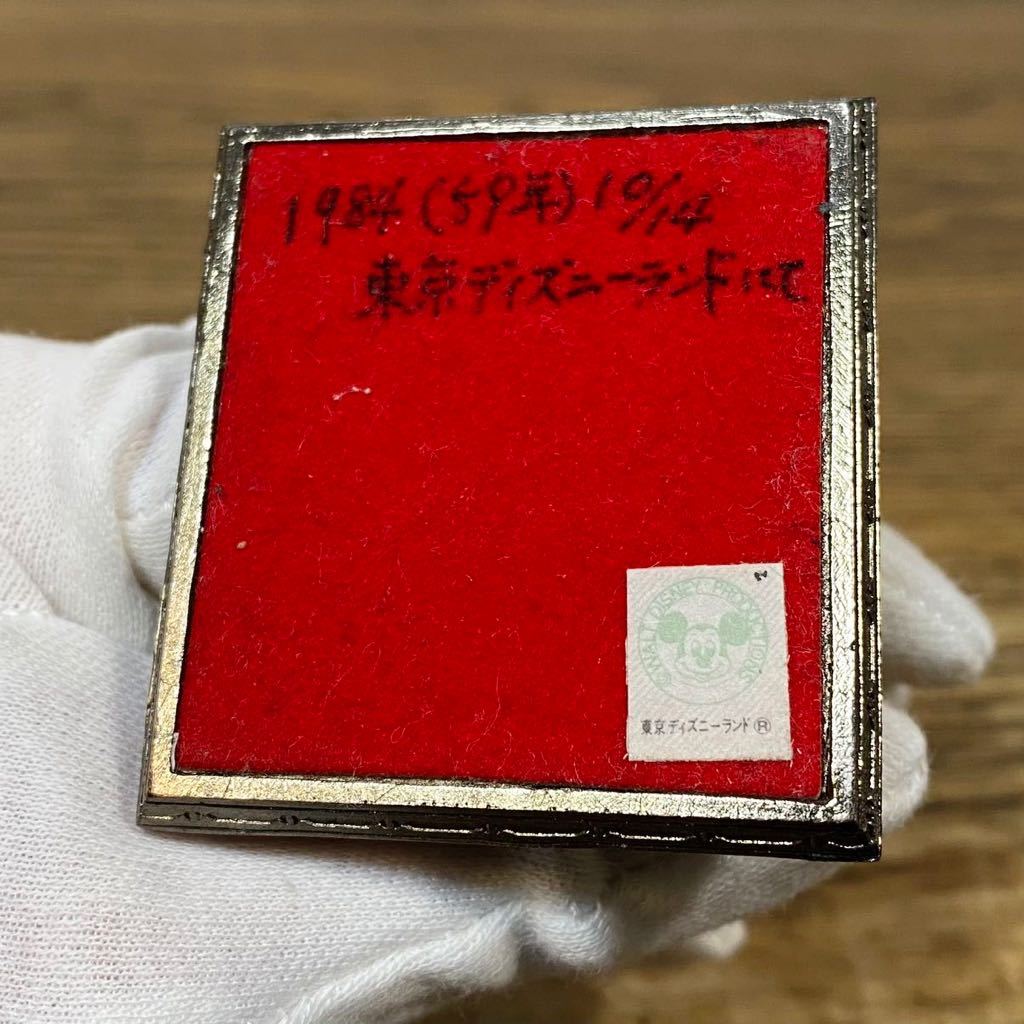 1984(59年)10/14
東京ディズニーランドにて
© WALT DISNEY PRODUCTIONS
東京ディズニーランド®